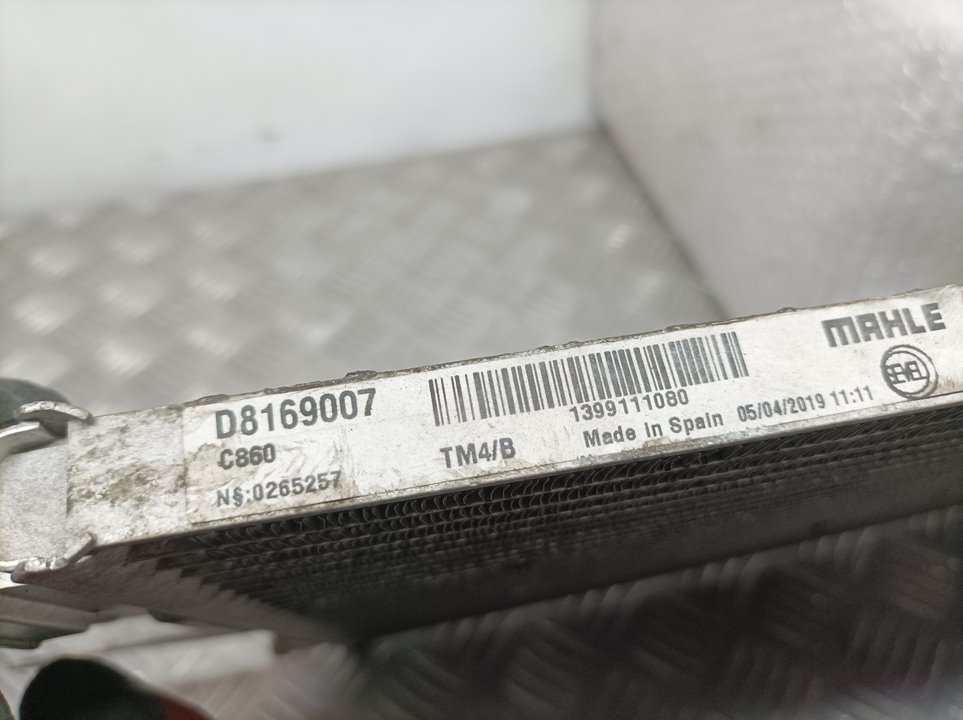 D8169007
C860
N§:0265257
1399111080
TM4/B
Made in Spain 05/04/2019 11:11
MAHLE